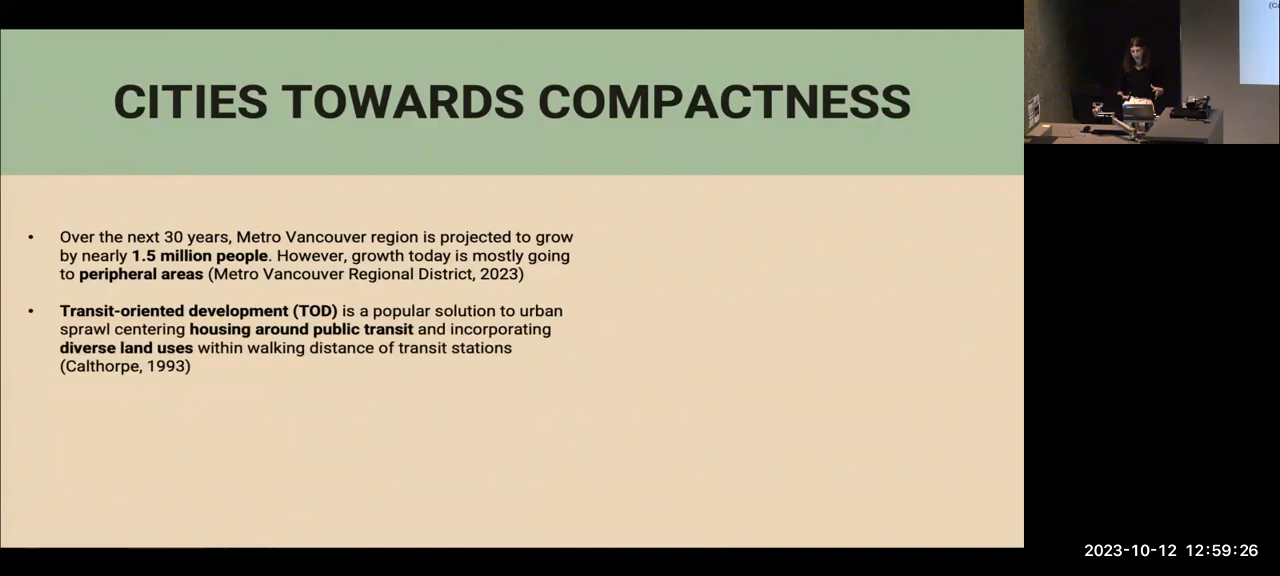 CITIES TOWARDS COMPACTNESS
• Over the next 30 years, Metro Vancouver region is projected to grow
by nearly 1.5 million people. However, growth today is mostly going
to peripheral areas (Metro Vancouver Regional District, 2023)
• Transit-oriented development (TOD) is a popular solution to urban
sprawl centering housing around public transit and incorporating
diverse land uses within walking distance of transit stations
(Calthorpe, 1993)
2023-10-12 12:59:26